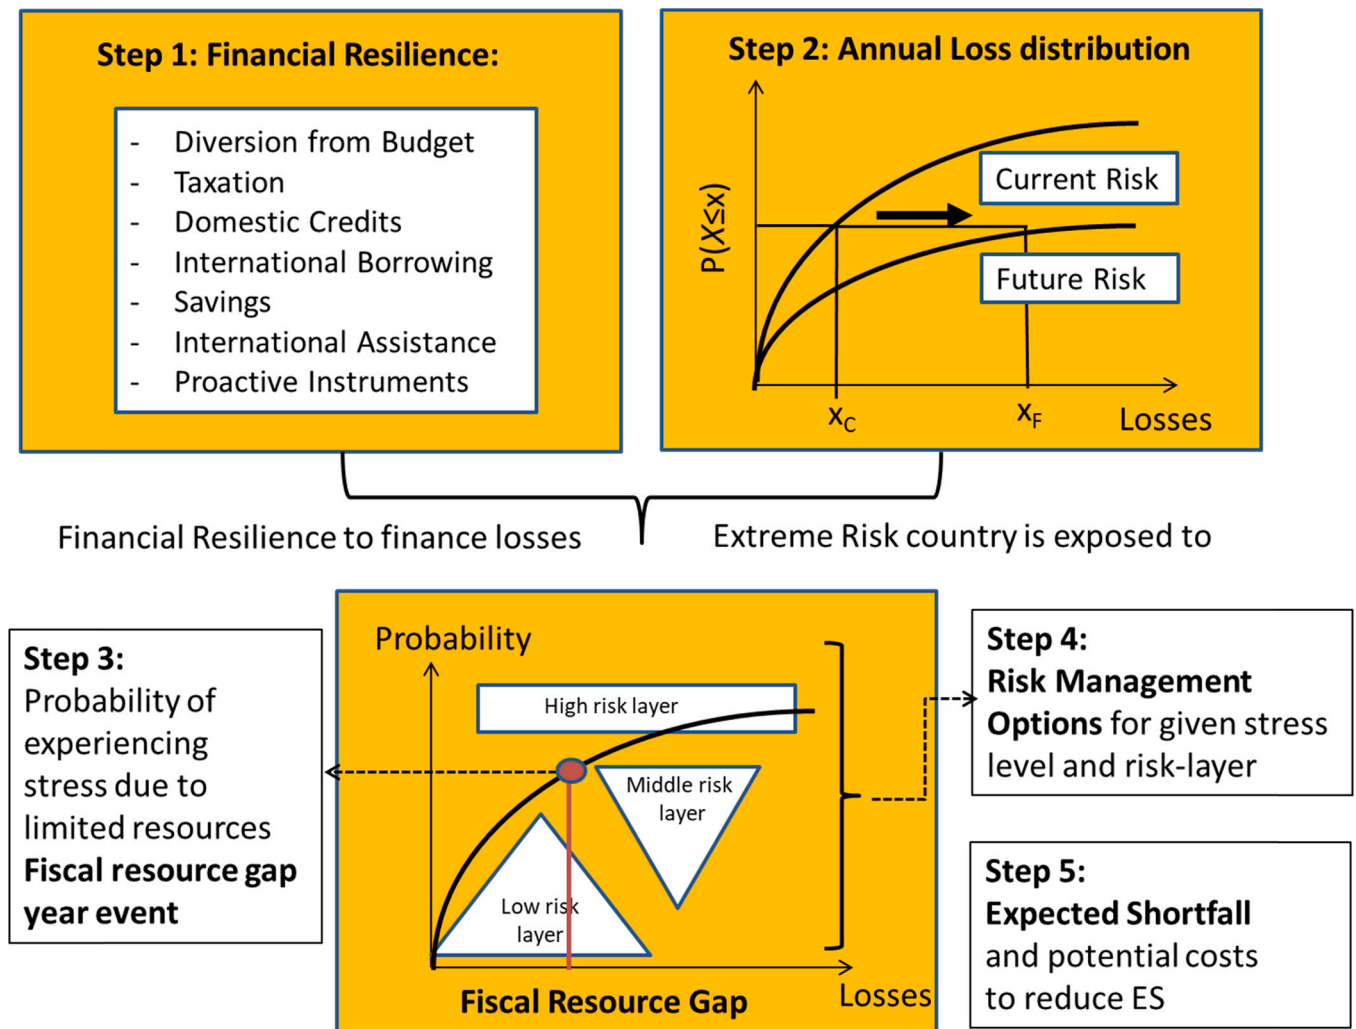 Step 1: Financial Resilience:
- Diversion from Budget
- Taxation
- Domestic Credits
- International Borrowing
- Savings
- International Assistance
- Proactive Instruments
Step 2: Annual Loss distribution
P(X≤x)
Current Risk
Future Risk
xC
xF
Losses
Financial Resilience to finance losses
Extreme Risk country is exposed to
Step 3:
Probability of
experiencing
stress due to
limited resources
Fiscal resource gap
year event
Probability
High risk layer
Middle risk
layer
Low risk
layer
Losses
Fiscal Resource Gap
Step 4:
Risk Management
Options for given stress
level and risk-layer
Step 5:
Expected Shortfall
and potential costs
to reduce ES